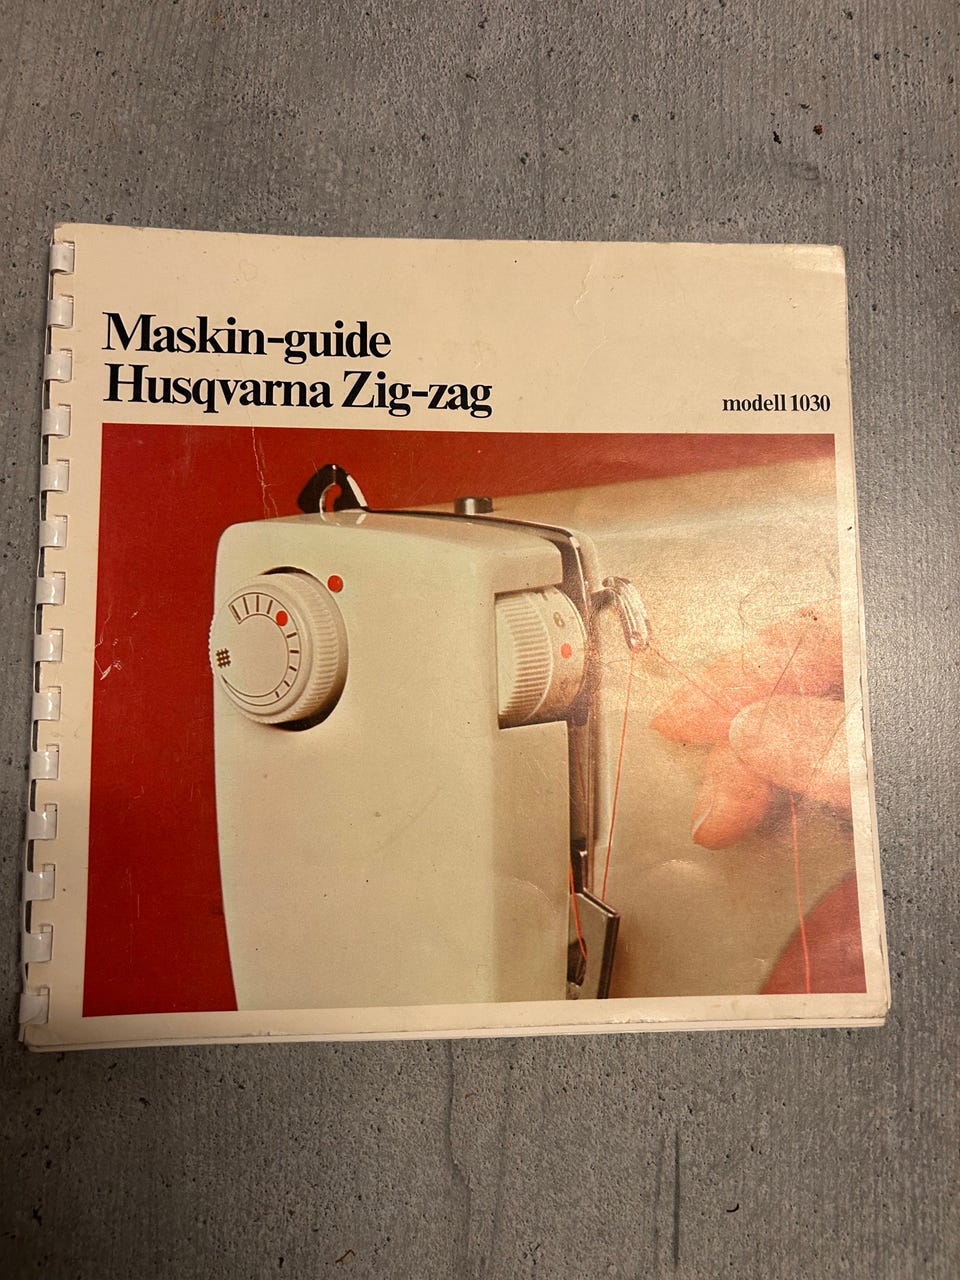 Maskin-guide
Husqvarna Zig-zag
modell 1030